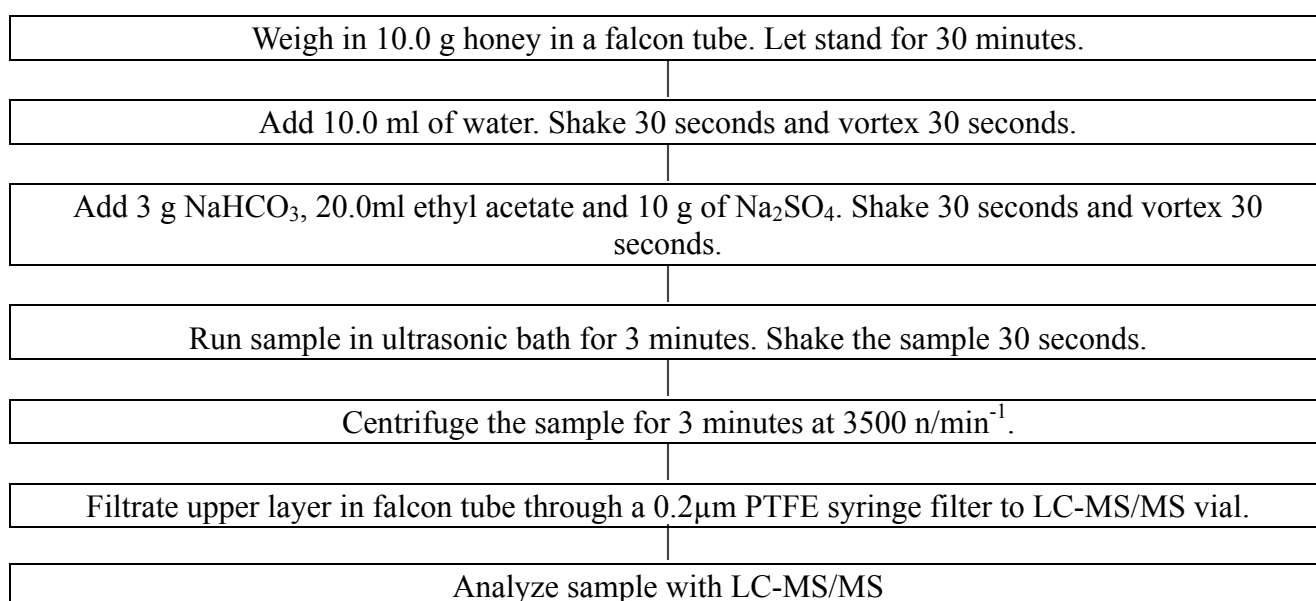 Weigh in 10.0 g honey in a falcon tube. Let stand for 30 minutes.
Add 10.0 ml of water. Shake 30 seconds and vortex 30 seconds.
Add 3 g NaHCO₃, 20.0ml ethyl acetate and 10 g of Na₂SO₄. Shake 30 seconds and vortex 30
seconds.
Run sample in ultrasonic bath for 3 minutes. Shake the sample 30 seconds.
Centrifuge the sample for 3 minutes at 3500 n/min⁻¹.
Filtrate upper layer in falcon tube through a 0.2µm PTFE syringe filter to LC-MS/MS vial.
Analyze sample with LC-MS/MS